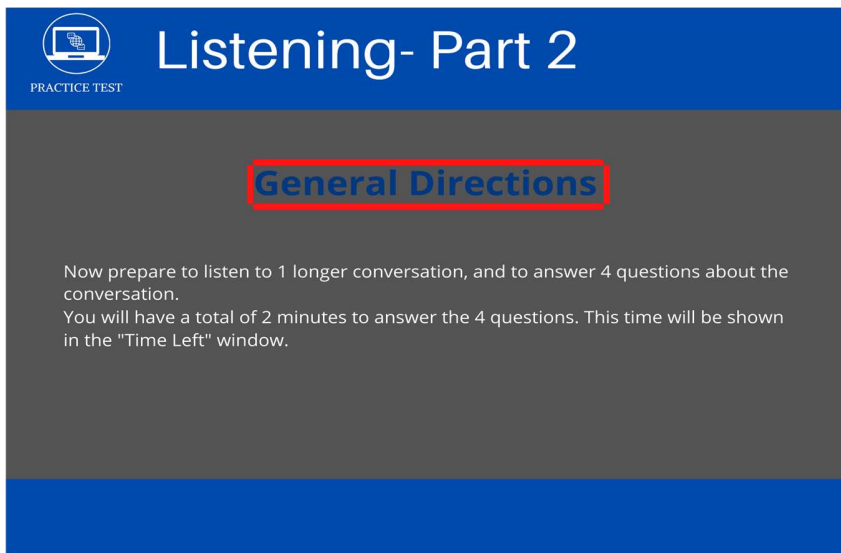 PRACTICE TEST
Listening- Part 2
General Directions
Now prepare to listen to 1 longer conversation, and to answer 4 questions about the
conversation.
You will have a total of 2 minutes to answer the 4 questions. This time will be shown
in the "Time Left" window.